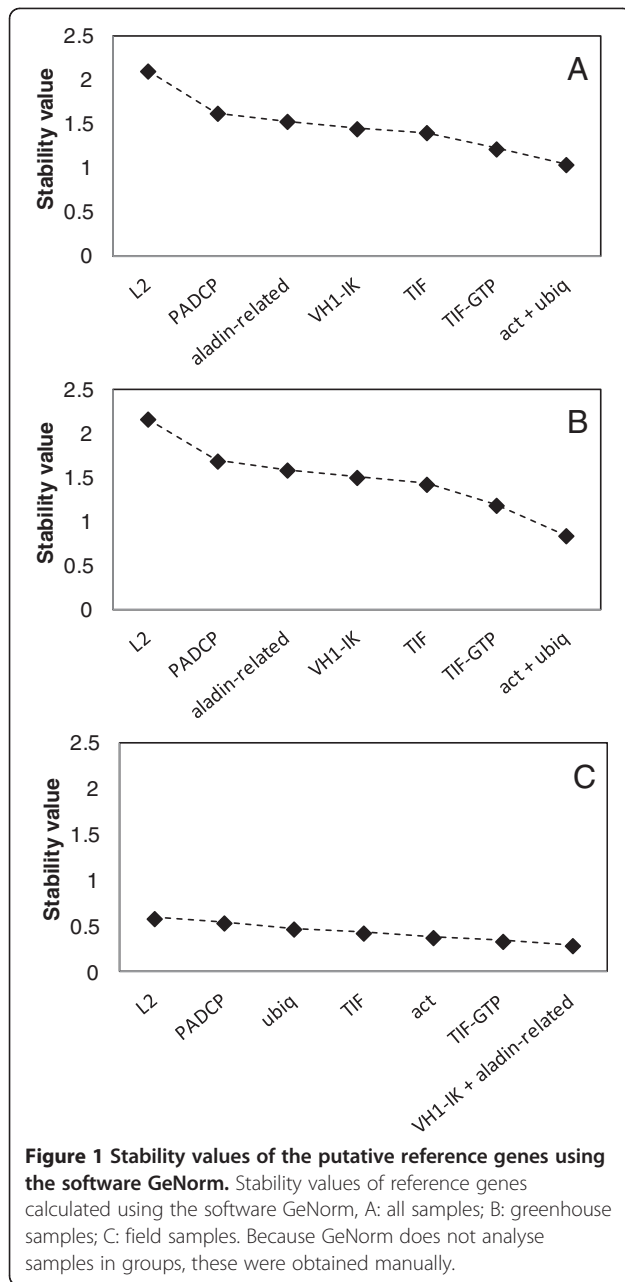 2.5
2
1.5
1
0.5
0
Stability value
A
L2
PADCP
aladin-related
VH1-IK
TIF
TIF-GTP
act + ubiq
2.5
2
1.5
1
0.5
0
Stability value
B
L2
PADCP
aladin-related
VH1-IK
TIF
TIF-GTP
act + ubiq
2.5
2
1.5
1
0.5
0
Stability value
C
L2
PADCP
ubiq
TIF
act
TIF-GTP
VH1-IK + aladin-related
Figure 1 Stability values of the putative reference genes using
the software GeNorm. Stability values of reference genes
calculated using the software GeNorm, A: all samples; B: greenhouse
samples; C: field samples. Because GeNorm does not analyse
samples in groups, these were obtained manually.